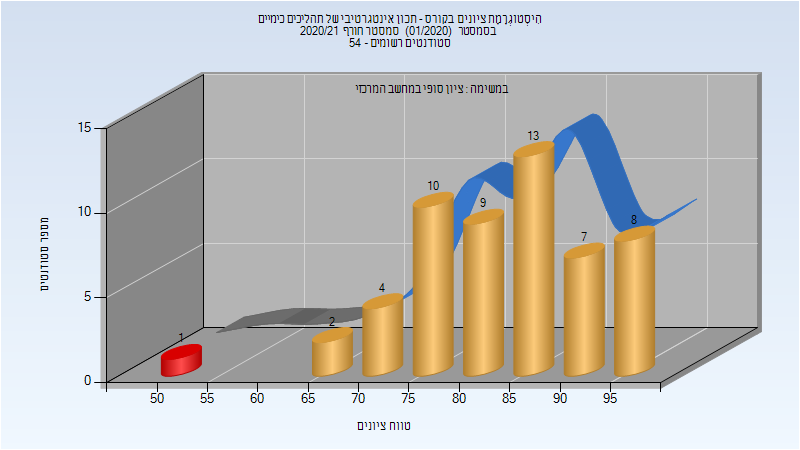 היסטוגרמת ציונים בקורס - תכון אינטגרטיבי של תהליכים כימיים
בסמסטר (01/2020) סמסטר חורף 2020/21
סטודנטים רשומים - 54
במשימה : ציון סופי במחשב המרכזי
15
10
5
0
מספר סטודנטים
1
2
4
10
9
13
7
8
50 55 60 65 70 75 80 85 90 95
טווח ציונים